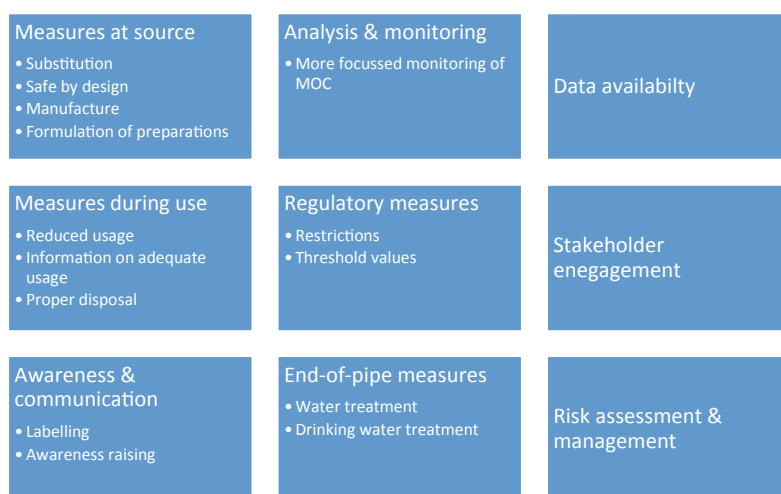 Measures at source
• Substitution
• Safe by design
• Manufacture
• Formulation of preparations
Analysis & monitoring
• More focussed monitoring of
MOC
Data availabilty
Measures during use
• Reduced usage
• Information on adequate
usage
• Proper disposal
Regulatory measures
• Restrictions
• Threshold values
Stakeholder
enegagement
Awareness &
communication
• Labelling
• Awareness raising
End-of-pipe measures
• Water treatment
• Drinking water treatment
Risk assessment &
management